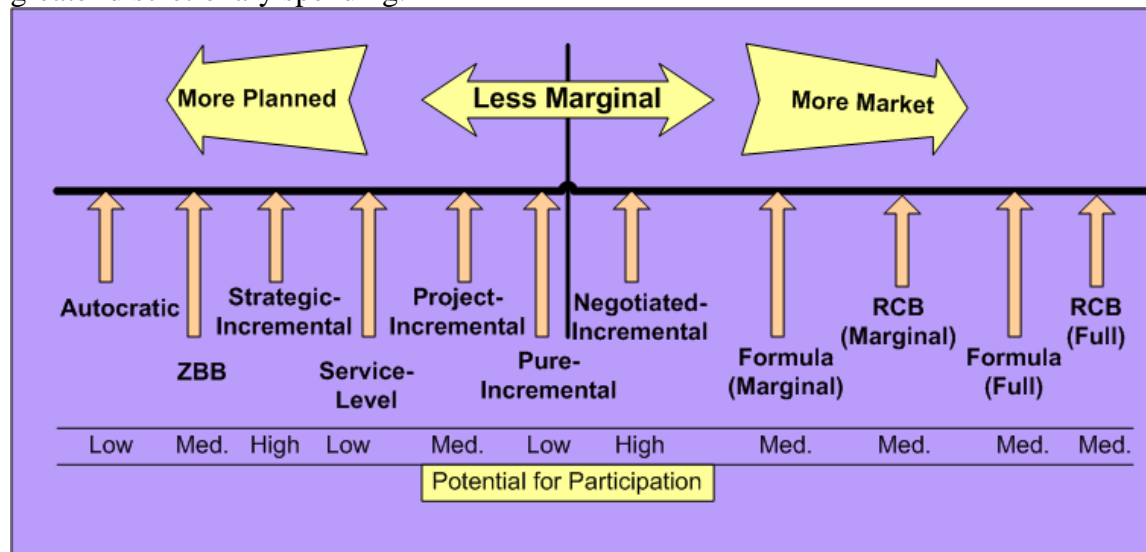 More Planned
Less Marginal
More Market
Autocratic
ZBB
Strategic-
Incremental
Service-
Level
Project-
Incremental
Pure-
Incremental
Negotiated-
Incremental
Formula
(Marginal)
RCB
(Marginal)
Formula
(Full)
RCB
(Full)
Low Med. High Low Med. Low High Med. Med. Med. Med.
Potential for Participation